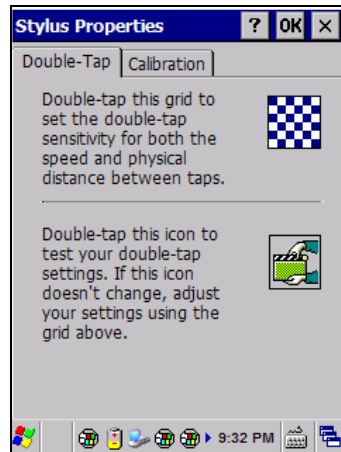 Stylus Properties ? OK ×
Double-Tap Calibration
Double-tap this grid to
set the double-tap
sensitivity for both the
speed and physical
distance between taps.
Double-tap this icon to
test your double-tap
settings. If this icon
doesn't change, adjust
your settings using the
grid above.
9:32 PM